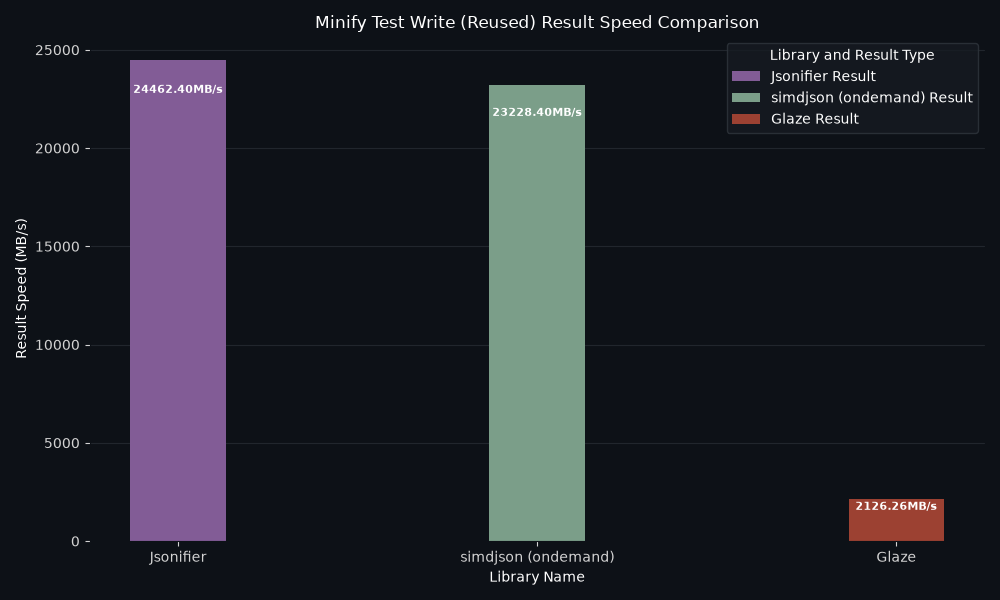 Minify Test Write (Reused) Result Speed Comparison
Library and Result Type
Jsonifier Result
simdjson (ondemand) Result
Glaze Result
Result Speed (MB/s)
25000
20000
15000
10000
5000
0
24462.40MB/s
23228.40MB/s
2126.26MB/s
Jsonifier
simdjson (ondemand)
Glaze
Library Name